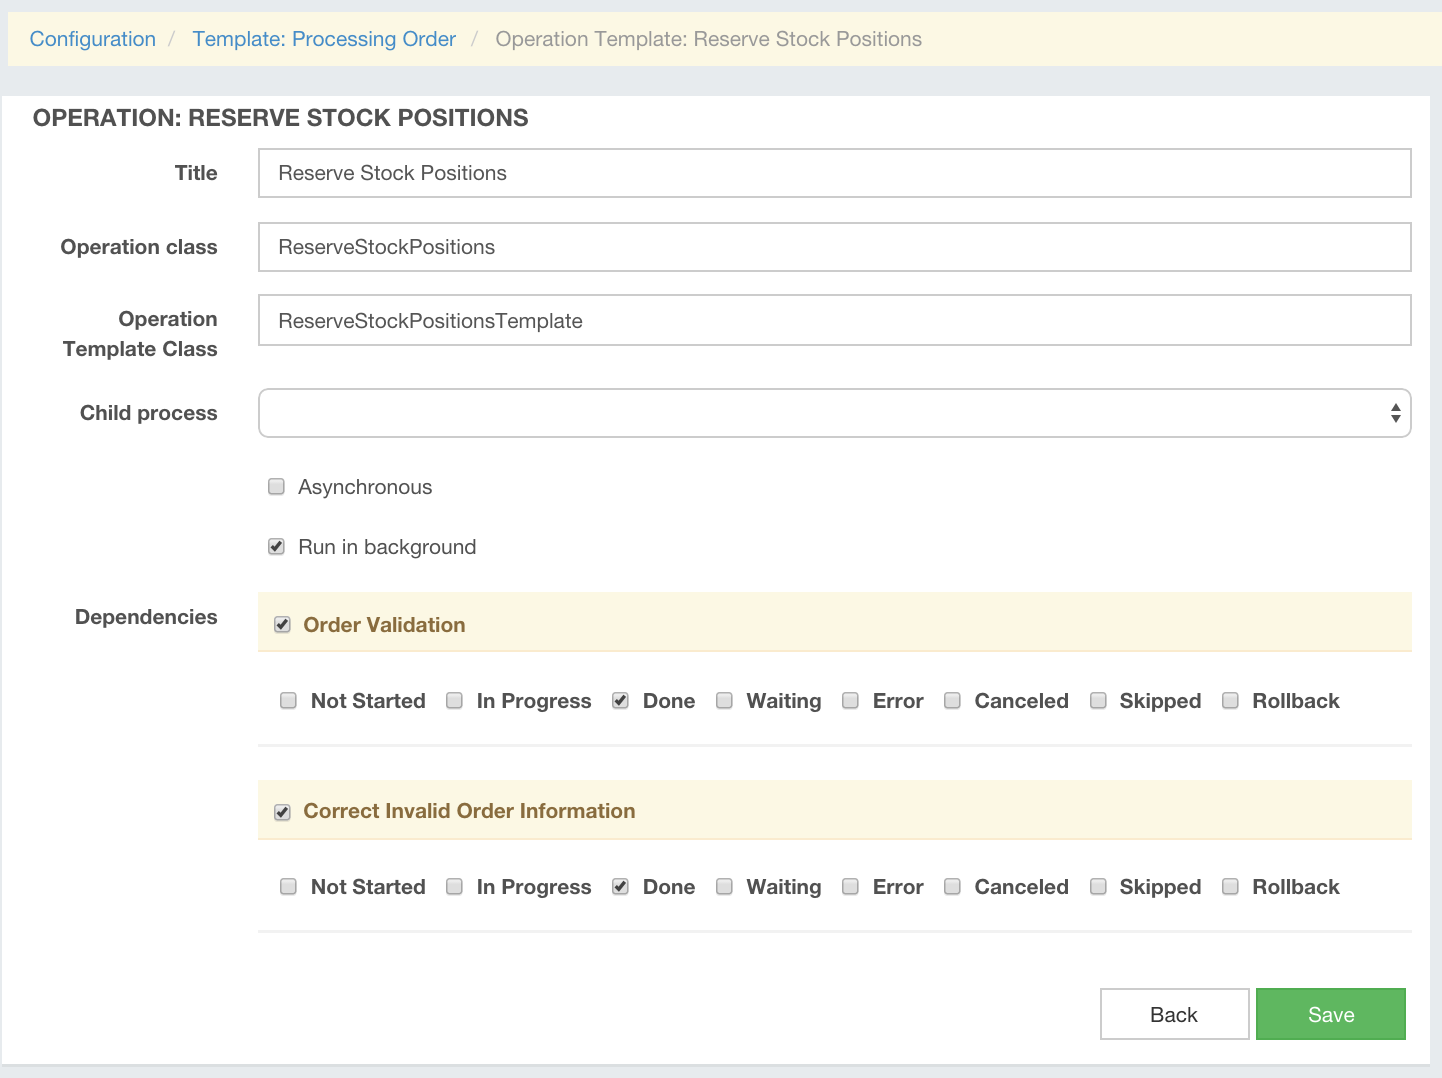 Configuration / Template: Processing Order / Operation Template: Reserve Stock Positions
OPERATION: RESERVE STOCK POSITIONS
Title Reserve Stock Positions
Operation class ReserveStockPositions
Operation
Template Class
ReserveStockPositionsTemplate
Child process
Asynchronous
Run in background
Dependencies
Order Validation
Not Started In Progress Done Waiting Error Canceled Skipped Rollback
Correct Invalid Order Information
Not Started In Progress Done Waiting Error Canceled Skipped Rollback
Back Save